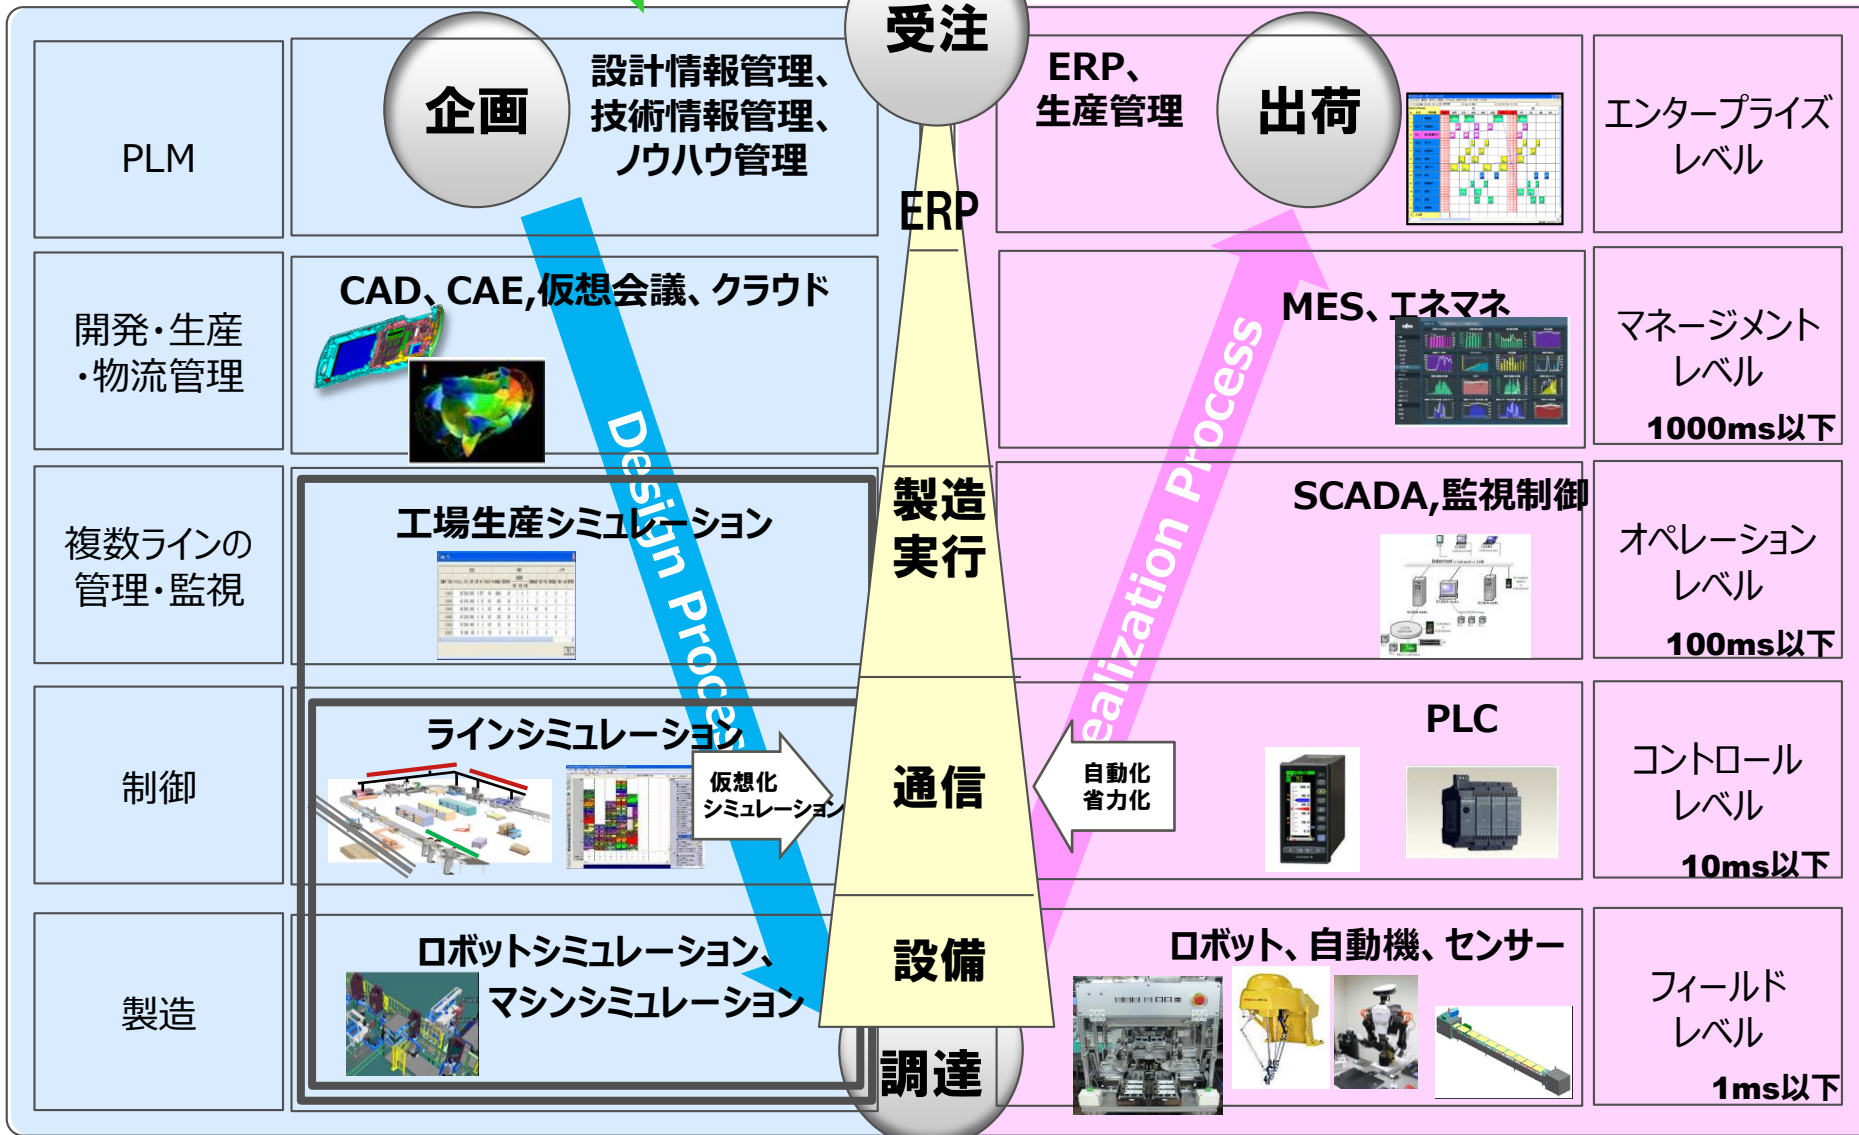 受注
PLM
企画
設計情報管理、
技術情報管理、
ノウハウ管理
ERP
ERP、
生産管理
出荷
エンタープライズ
レベル
開発・生産
・物流管理
CAD、CAE,仮想会議、クラウド
MES、エネマネ
マネージメント
レベル
1000ms以下
Design Process
ealization Process
複数ラインの
管理・監視
工場生産シミュレーション
製造
実行
SCADA,監視制御
オペレーション
レベル
100ms以下
制御
ラインシミュレーション
仮想化
シミュレーション
通信
自動化
省力化
PLC
コントロール
レベル
10ms以下
製造
ロボットシミュレーション、
マシンシミュレーション
設備
調達
ロボット、自動機、センサー
フィールド
レベル
1ms以下